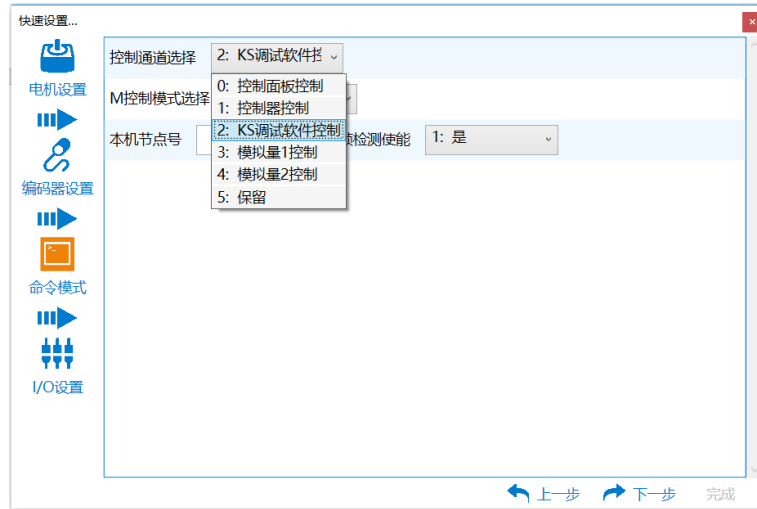 快速设置...
电机设置
编码器设置
命令模式
I/O设置
控制通道选择 2: KS调试软件控
0: 控制面板控制
1: 控制器控制
2: KS调试软件控制
3: 模拟量1控制
4: 模拟量2控制
5: 保留
M控制模式选择
本机节点号
检测使能 1: 是
上一步 下一步 完成